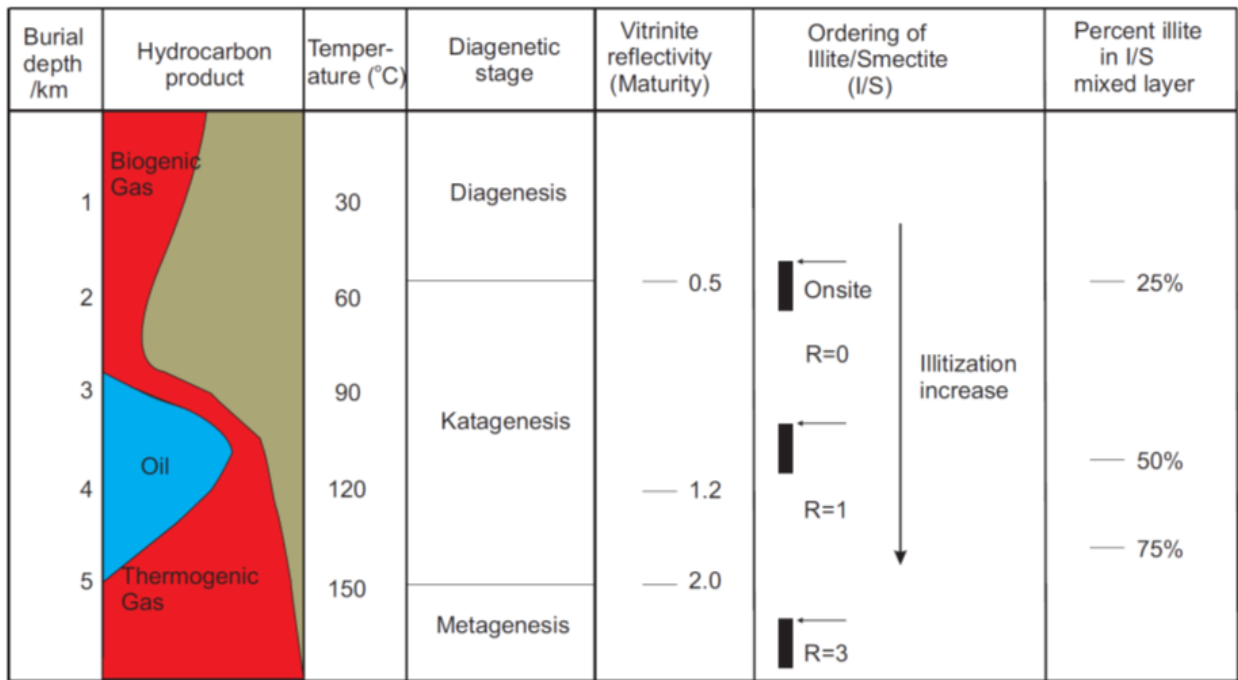 Burial
depth
/km
Hydrocarbon
product
Temper-
ature (°C)
Diagenetic
stage
Vitrinite
reflectivity
(Maturity)
Ordering of
Illite/Smectite
(I/S)
Percent illite
in I/S
mixed layer
Biogenic
Gas
1
30
Diagenesis
0.5
Onsite
25%
2
60
R=0
Illitization
increase
3
90
Katagenesis
Oil
50%
4
120
1.2
R=1
75%
5
Thermogenic
Gas
150
2.0
Metagenesis
R=3